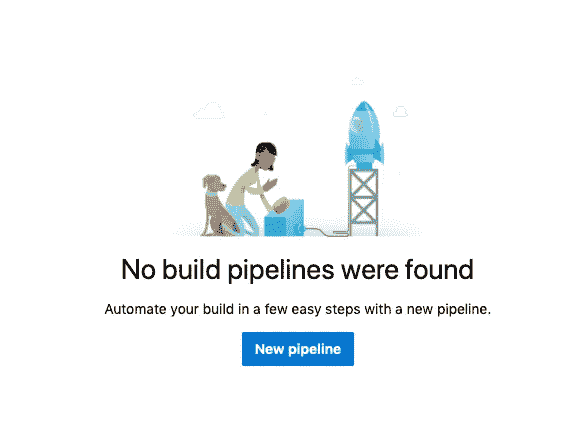 No build pipelines were found
Automate your build in a few easy steps with a new pipeline.
New pipeline